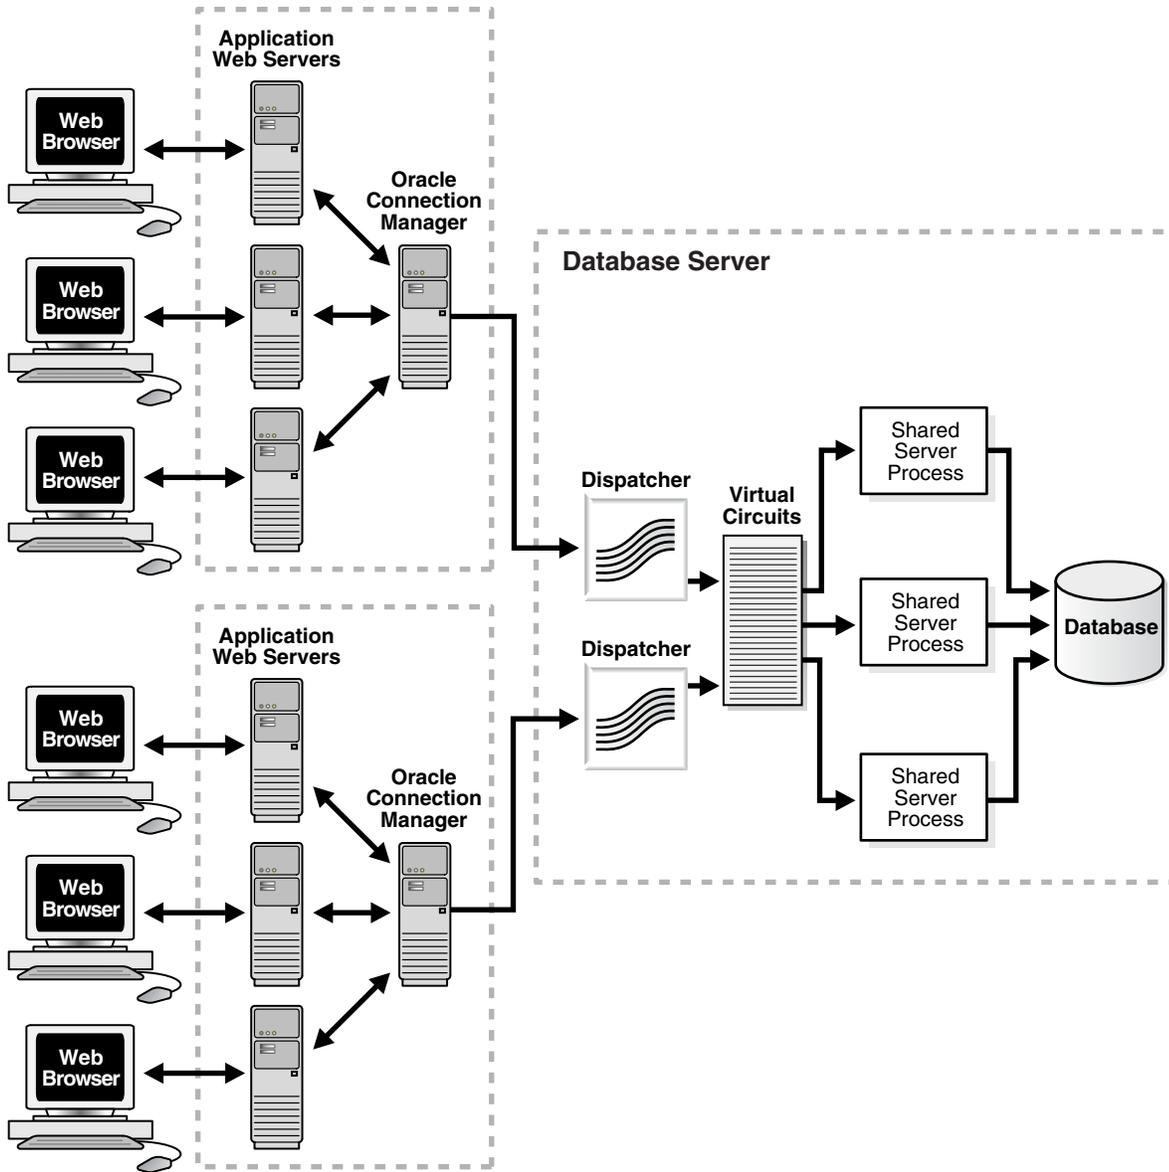 Application
Web Servers
Web
Browser
Oracle
Connection
Manager
Web
Browser
Web
Browser
Database Server
Shared
Server
Process
Dispatcher
Virtual
Circuits
Shared
Server
Process
Database
Dispatcher
Shared
Server
Process
Application
Web Servers
Web
Browser
Oracle
Connection
Manager
Web
Browser
Web
Browser